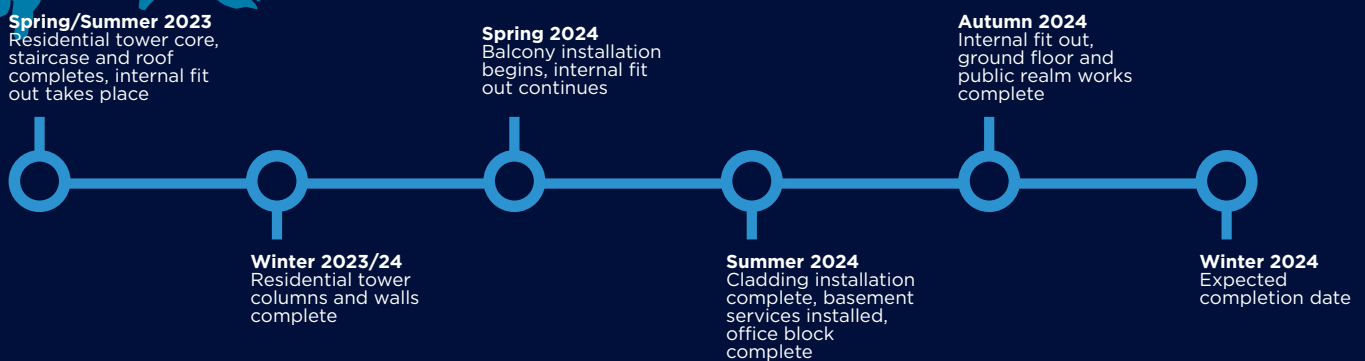 Spring/Summer 2023
Residential tower core,
staircase and roof
completes, internal fit
out takes place
Winter 2023/24
Residential tower
columns and walls
complete
Spring 2024
Balcony installation
begins, internal fit
out continues
Summer 2024
Cladding installation
complete, basement
services installed,
office block
complete
Autumn 2024
Internal fit out,
ground floor and
public realm works
complete
Winter 2024
Expected
completion date